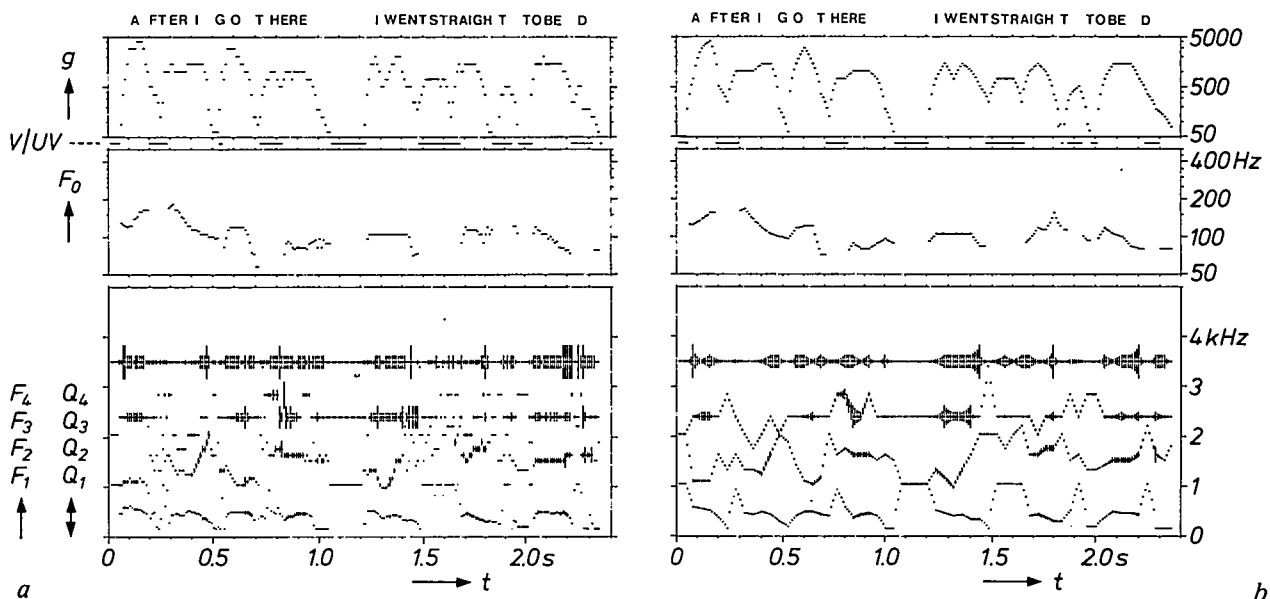 A FTER I GO T HERE I WENTSTRAIGH T TOBE D
A FTER I GO T HERE I WENTSTRAIGH T TOBE D
g 5000
500
50
V/UV
F0 400 Hz
200
100
50
4 kHz
F4 Q4 3
F3 Q3
F2 Q2 2
F1 Q1 1
0
0 0.5 1.0 1.5 2.0 s
0 0.5 1.0 1.5 2.0 s
t
t
a
b